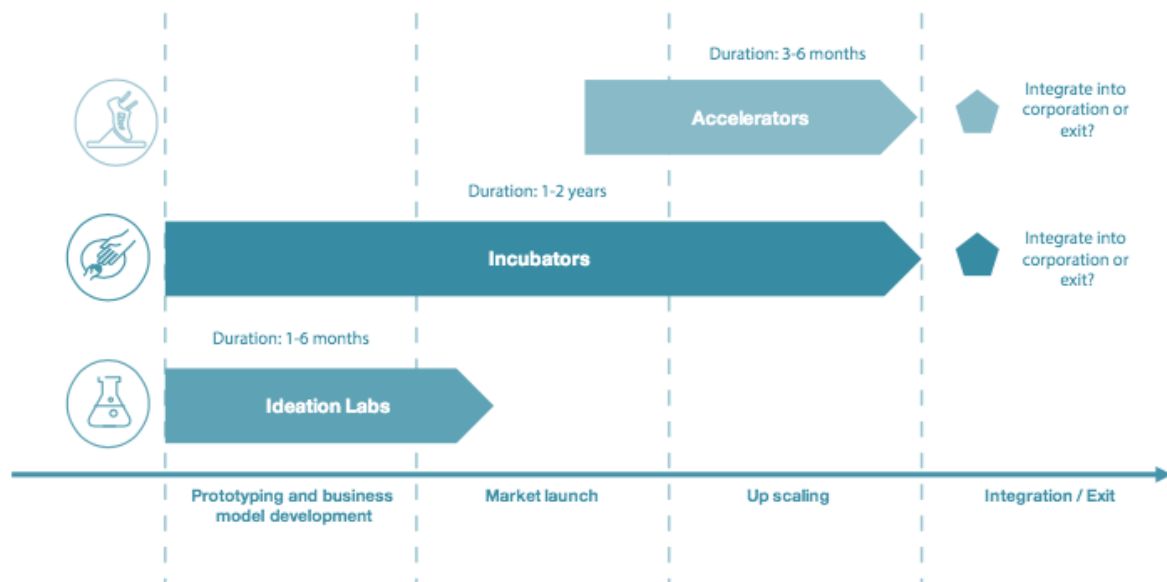 Duration: 3-6 months
Accelerators
Integrate into
corporation or
exit?
Duration: 1-2 years
Incubators
Integrate into
corporation or
exit?
Duration: 1-6 months
Ideation Labs
Prototyping and business
model development
Market launch
Up scaling
Integration / Exit